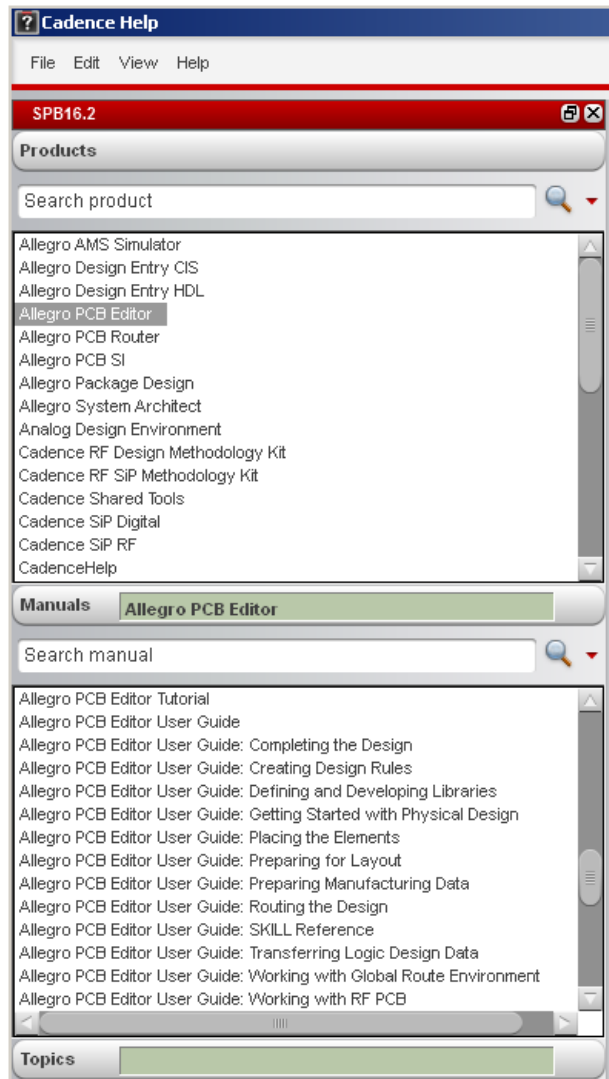 Cadence Help
File Edit View Help
SPB16.2
Products
Search product
Allegro AMS Simulator
Allegro Design Entry CIS
Allegro Design Entry HDL
Allegro PCB Editor
Allegro PCB Router
Allegro PCB SI
Allegro Package Design
Allegro System Architect
Analog Design Environment
Cadence RF Design Methodology Kit
Cadence RF SiP Methodology Kit
Cadence Shared Tools
Cadence SiP Digital
Cadence SiP RF
CadenceHelp
Manuals Allegro PCB Editor
Search manual
Allegro PCB Editor Tutorial
Allegro PCB Editor User Guide
Allegro PCB Editor User Guide: Completing the Design
Allegro PCB Editor User Guide: Creating Design Rules
Allegro PCB Editor User Guide: Defining and Developing Libraries
Allegro PCB Editor User Guide: Getting Started with Physical Design
Allegro PCB Editor User Guide: Placing the Elements
Allegro PCB Editor User Guide: Preparing for Layout
Allegro PCB Editor User Guide: Preparing Manufacturing Data
Allegro PCB Editor User Guide: Routing the Design
Allegro PCB Editor User Guide: SKILL Reference
Allegro PCB Editor User Guide: Transferring Logic Design Data
Allegro PCB Editor User Guide: Working with Global Route Environment
Allegro PCB Editor User Guide: Working with RF PCB
Topics